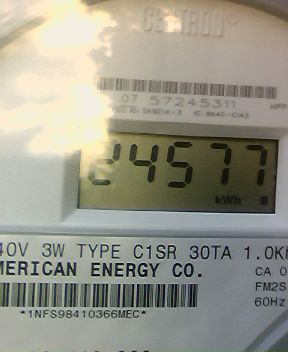 CENTRON®
07 57245311
24577
kWh
40V 3W TYPE C1SR 30TA 1.0K
MERICAN ENERGY CO.
CA 0
FM2S
60Hz
*1NFS98410366MEC*